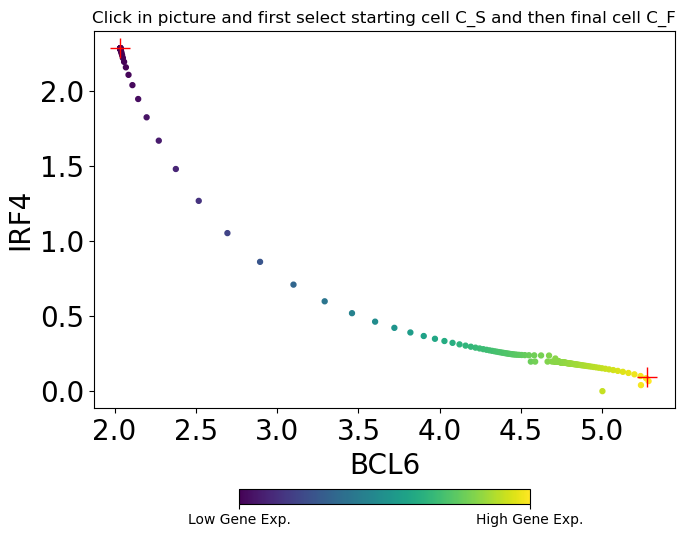 Click in picture and first select starting cell C_S and then final cell C_F
2.0
1.5
1.0
0.5
0.0
IRF4
2.0 2.5 3.0 3.5 4.0 4.5 5.0
BCL6
Low Gene Exp. High Gene Exp.